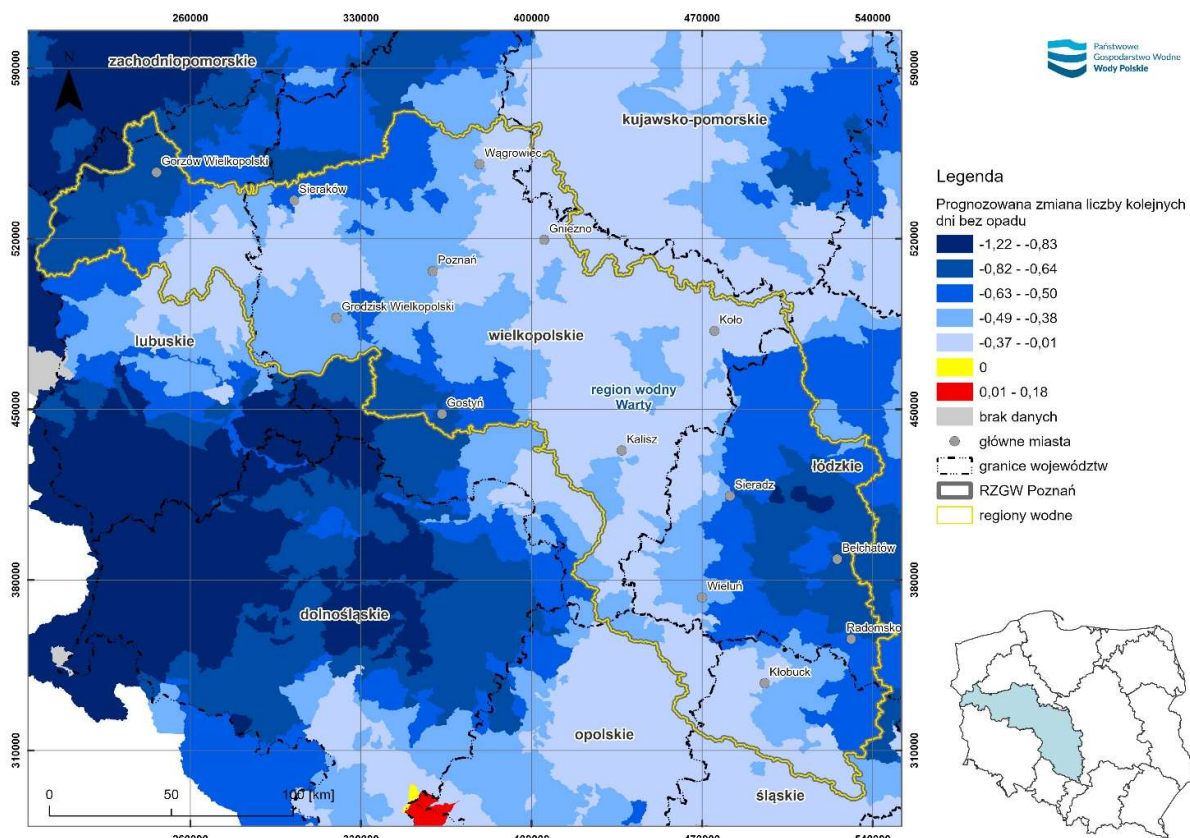 260000 330000 400000 470000 540000
590000 590000
zachodniopomorskie
N
kujawsko-pomorskie
Wągrowiec
Gorzów Wielkopolski
Sieraków
Gniezno
520000 520000
Poznań
Grodzisk Wielkopolski
Koło
lubuskie
wielkopolskie
region wodny
Warty
450000 450000
Gostyń
Kalisz
łódzkie
Sieradz
Bełchatów
380000 380000
Wieluń
dolnośląskie
Radomsko
Kłobuck
opolskie
310000 310000
śląskie
0 50 100 [km]
260000 330000 400000 470000 540000
Państwowe
Gospodarstwo Wodne
Wody Polskie
Legenda
Prognozowana zmiana liczby kolejnych
dni bez opadu
-1,22 - -0,83
-0,82 - -0,64
-0,63 - -0,50
-0,49 - -0,38
-0,37 - -0,01
0
0,01 - 0,18
brak danych
główne miasta
granice województw
RZGW Poznań
regiony wodne